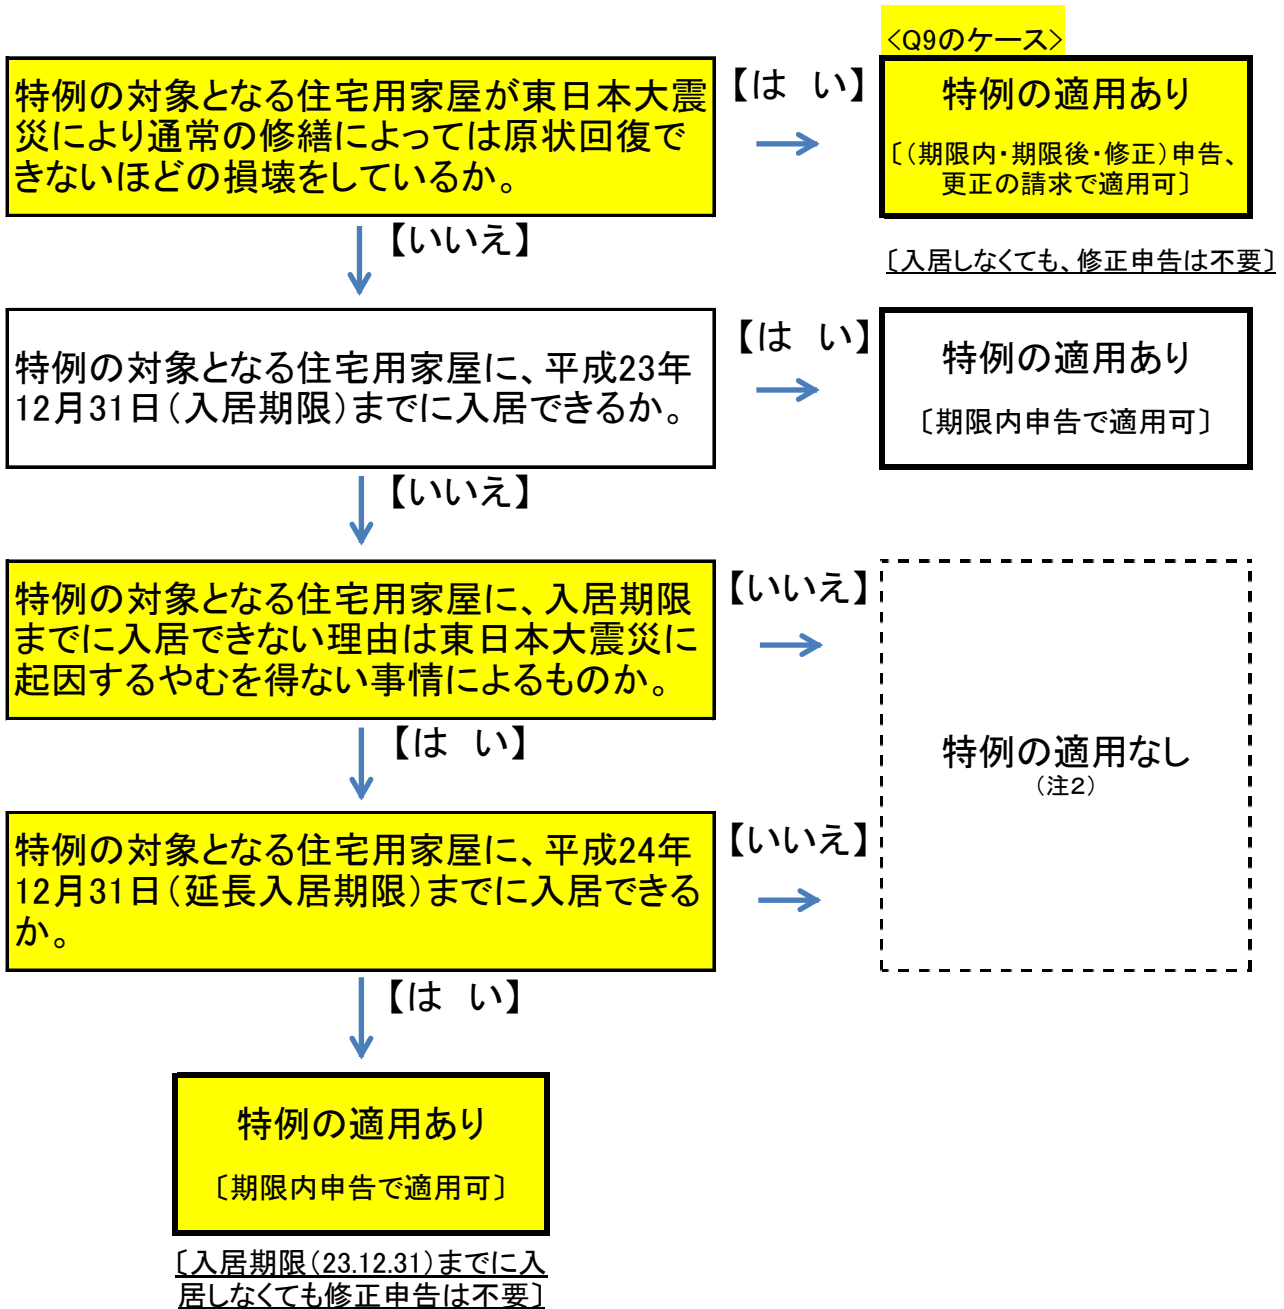 <Q9のケース>
特例の対象となる住宅用家屋が東日本大震
災により通常の修繕によっては原状回復で
きないほどの損壊をしているか。
【は　い】
特例の適用あり
〔(期限内・期限後・修正)申告、
更正の請求で適用可〕
〔入居しなくても、修正申告は不要〕
【いいえ】
特例の対象となる住宅用家屋に、平成23年
12月31日(入居期限)までに入居できるか。
【は　い】
特例の適用あり
〔期限内申告で適用可〕
【いいえ】
特例の対象となる住宅用家屋に、入居期限
までに入居できない理由は東日本大震災に
起因するやむを得ない事情によるものか。
【いいえ】
特例の適用なし
(注2)
【は　い】
特例の対象となる住宅用家屋に、平成24年
12月31日(延長入居期限)までに入居できる
か。
【いいえ】
【は　い】
特例の適用あり
〔期限内申告で適用可〕
〔入居期限(23.12.31)までに入
居しなくても修正申告は不要〕